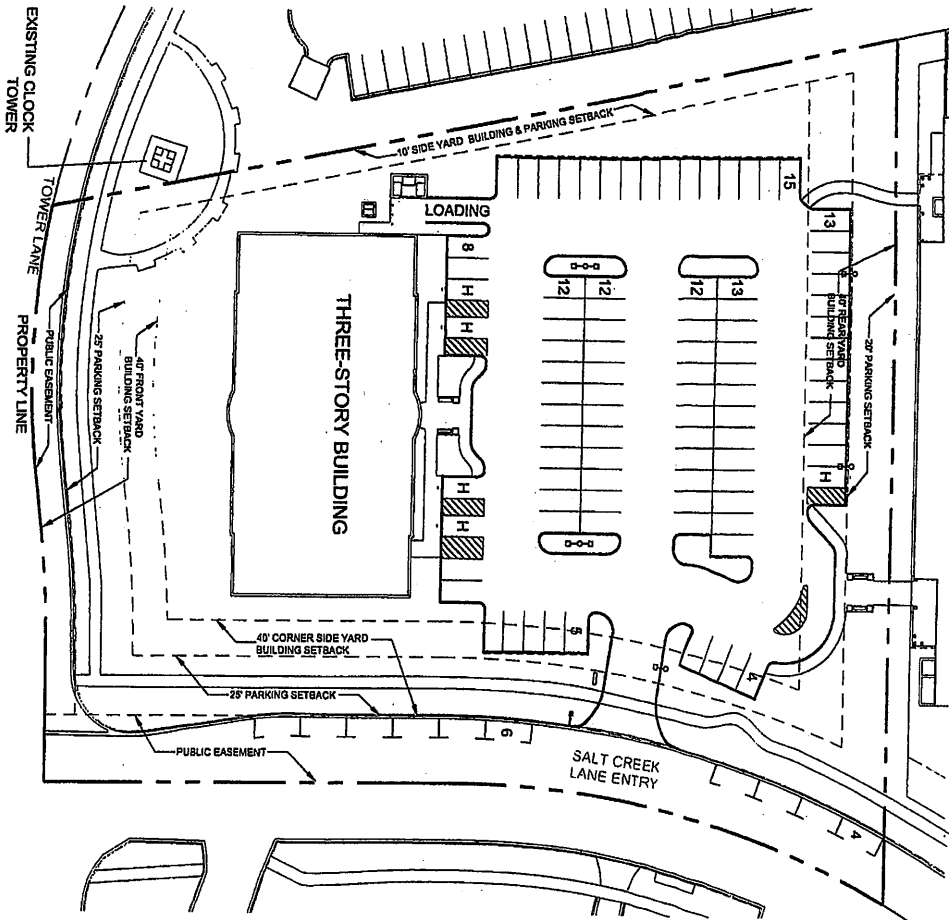 EXISTING CLOCK
TOWER
TOWER LANE
PROPERTY LINE
PUBLIC EASEMENT
25' PARKING SETBACK
40' FRONT YARD
BUILDING SETBACK
10' SIDE YARD BUILDING & PARKING SETBACK
LOADING
THREE-STORY BUILDING
8
H
H
H
H
15
13
12
12
12
13
40' REAR YARD
BUILDING SETBACK
20' PARKING SETBACK
H
5
4
40' CORNER SIDE YARD
BUILDING SETBACK
25' PARKING SETBACK
PUBLIC EASEMENT
6
SALT CREEK
LANE ENTRY
4